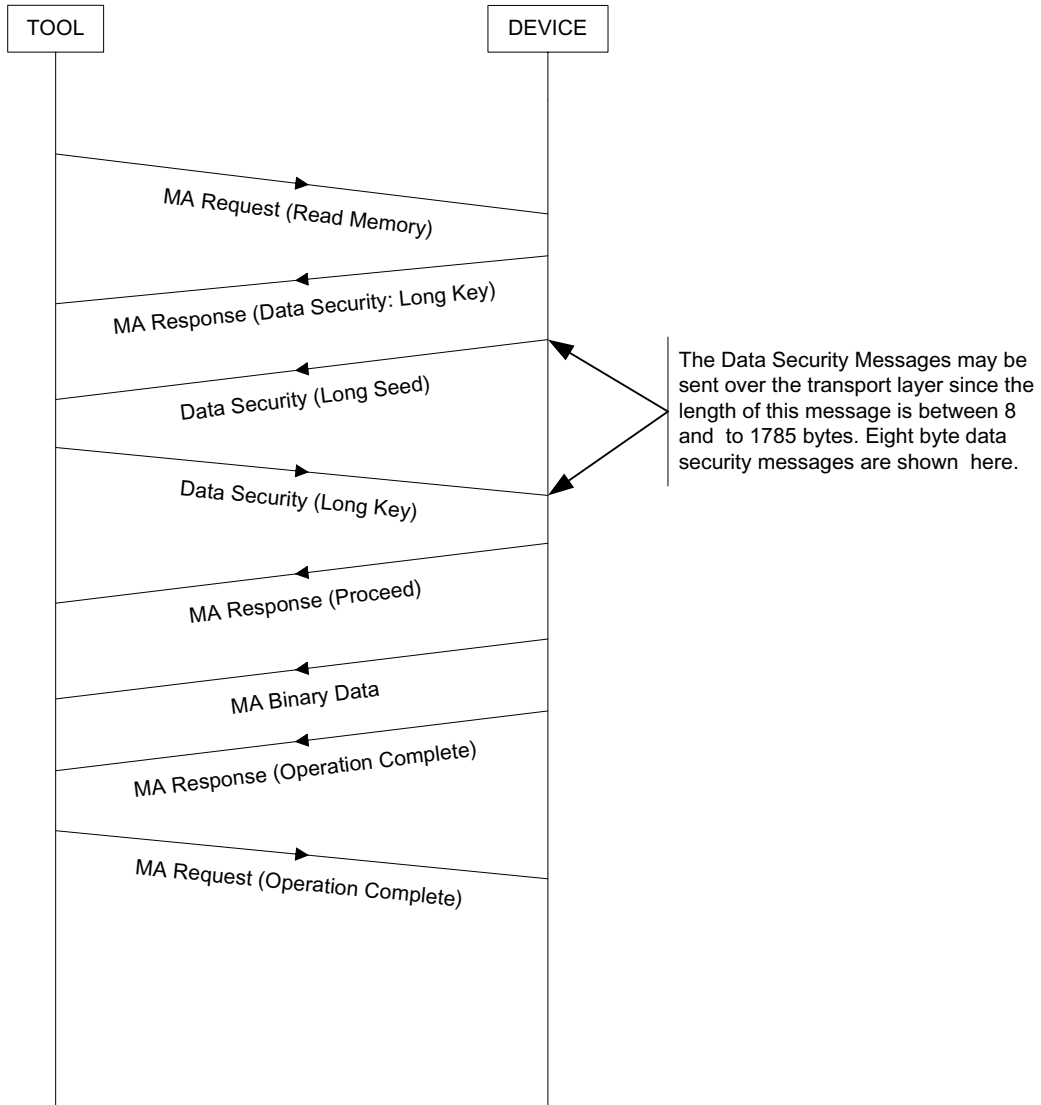 TOOL
DEVICE
MA Request (Read Memory)
MA Response (Data Security: Long Key)
Data Security (Long Seed)
The Data Security Messages may be
sent over the transport layer since the
length of this message is between 8
and  to 1785 bytes. Eight byte data
security messages are shown  here.
Data Security (Long Key)
MA Response (Proceed)
MA Binary Data
MA Response (Operation Complete)
MA Request (Operation Complete)